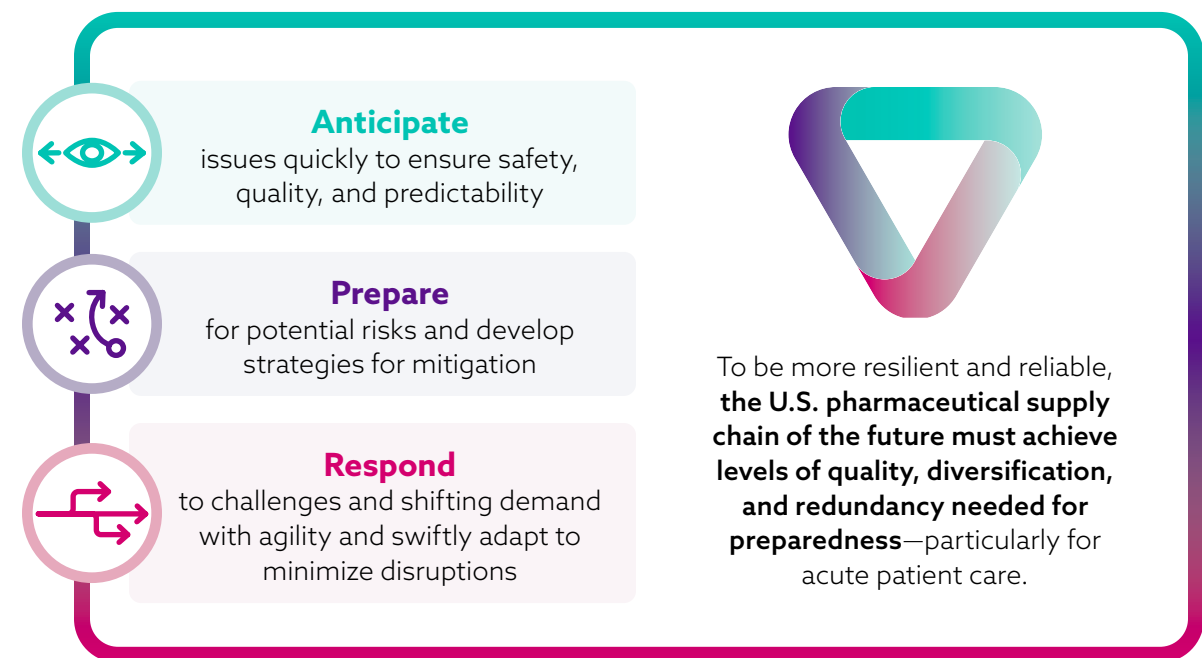 Anticipate
issues quickly to ensure safety,
quality, and predictability
Prepare
for potential risks and develop
strategies for mitigation
Respond
to challenges and shifting demand
with agility and swiftly adapt to
minimize disruptions
To be more resilient and reliable,
the U.S. pharmaceutical supply
chain of the future must achieve
levels of quality, diversification,
and redundancy needed for
preparedness—particularly for
acute patient care.